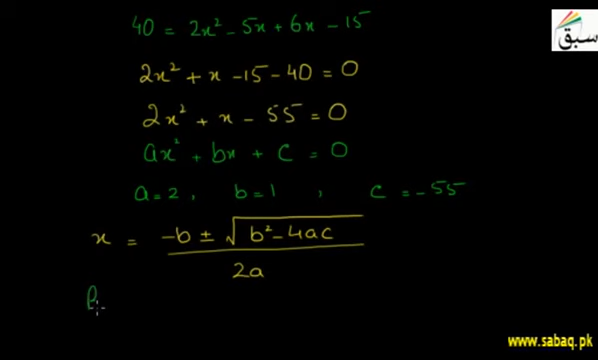 سبق
40 = 2x² - 5x + 6x - 15
2x² + x - 15 - 40 = 0
2x² + x - 55 = 0
ax² + bx + c = 0
a = 2 , b = 1 , c = - 55
x = -b ± √b² - 4ac
2a
www.sabaq.pk